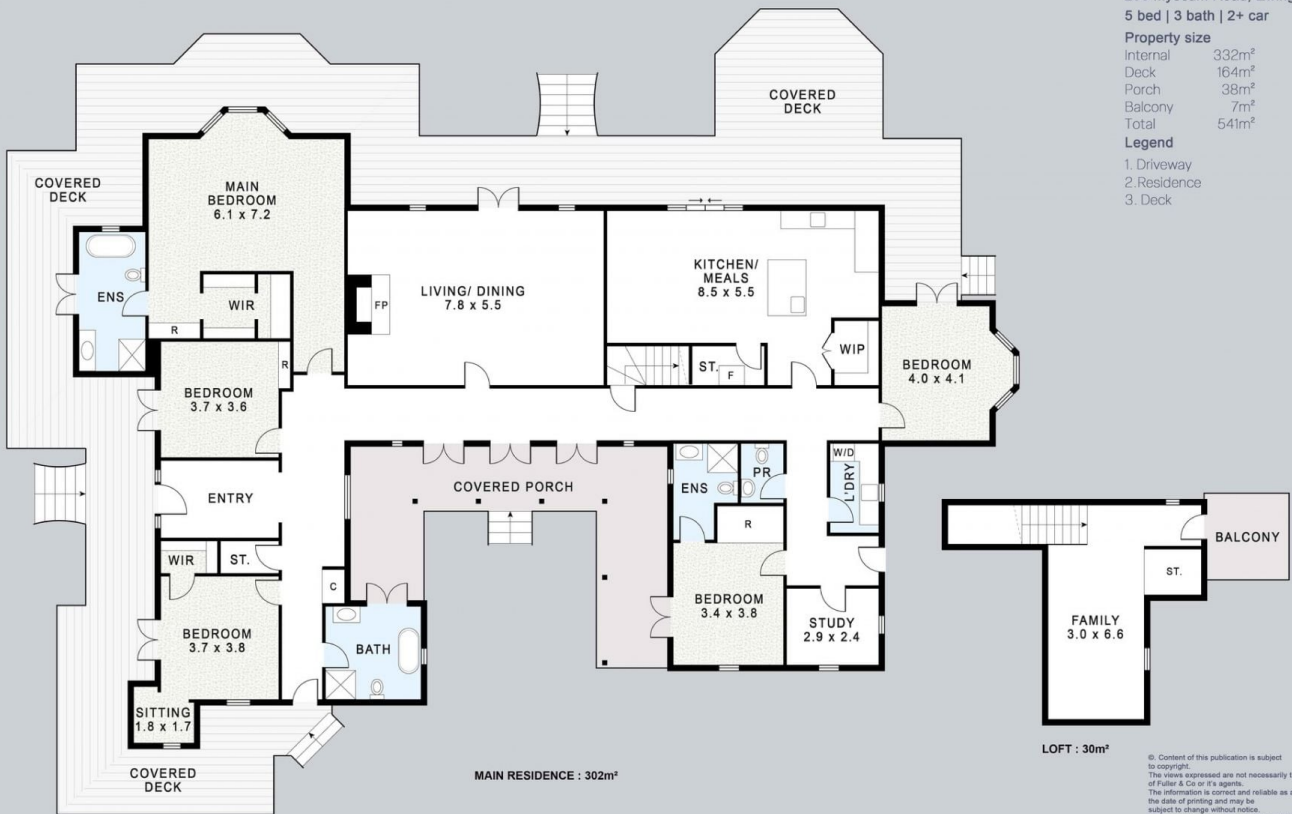 5 bed | 3 bath | 2+ car
Property size
Internal 332m²
Deck 164m²
Porch 38m²
Balcony 7m²
Total 541m²
Legend
1. Driveway
2. Residence
3. Deck
COVERED
DECK
COVERED
DECK
MAIN
BEDROOM
6.1 x 7.2
ENS
WIR
R
FP
LIVING/ DINING
7.8 x 5.5
KITCHEN/
MEALS
8.5 x 5.5
WIP
ST.
F
BEDROOM
4.0 x 4.1
BEDROOM
3.7 x 3.6
R
ENTRY
COVERED PORCH
ENS
PR
W/D
L'DRY
R
WIR
ST.
C
BEDROOM
3.7 x 3.8
BATH
BEDROOM
3.4 x 3.8
STUDY
2.9 x 2.4
SITTING
1.8 x 1.7
COVERED
DECK
BALCONY
ST.
FAMILY
3.0 x 6.6
MAIN RESIDENCE : 302m²
LOFT : 30m²
©. Content of this publication is subject
to copyright.
The views expressed are not necessarily
of Fuller & Co or it's agents.
The information is correct and reliable as
the date of printing and may be
subject to change without notice.